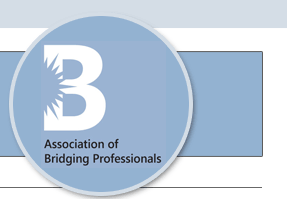 B
Association of
Bridging Professionals